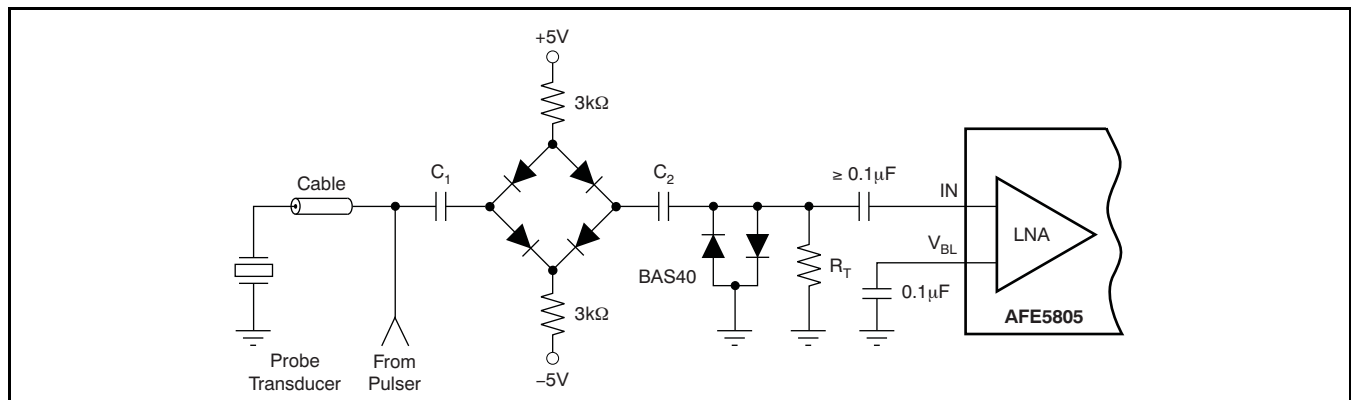 +5V
3kΩ
Cable
C1
C2
≥ 0.1μF
IN
LNA
VBL
BAS40
RT
0.1μF
AFE5805
3kΩ
Probe
Transducer
From
Pulser
−5V